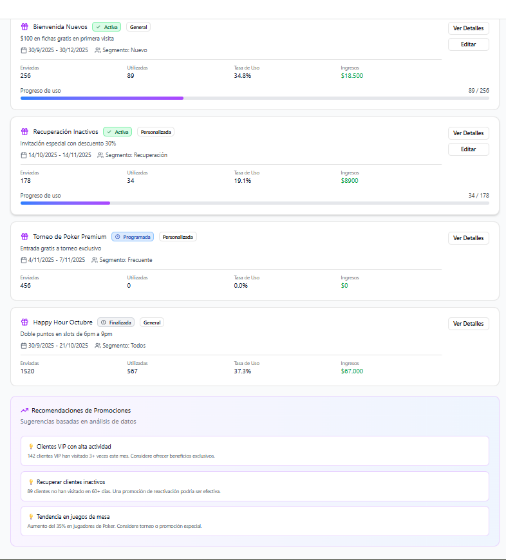 Bienvenida Nuevos ✓ Activa General
Ver Detalles
$100 en fichas gratis en primera visita
Editar
30/9/2025 - 30/12/2025 Segmento: Nuevo
Enviadas Utilizadas Tasa de Uso Ingresos
256 89 34.8% $18.500
Progreso de uso 89 / 256
Recuperación Inactivos ✓ Activa Personalizada
Ver Detalles
Invitación especial con descuento 30%
Editar
14/10/2025 - 14/11/2025 Segmento: Recuperación
Enviadas Utilizadas Tasa de Uso Ingresos
178 34 19.1% $8900
Progreso de uso 34 / 178
Torneo de Poker Premium Programada Personalizada
Ver Detalles
Entrada gratis a torneo exclusivo
4/11/2025 - 7/11/2025 Segmento: Frecuente
Enviadas Utilizadas Tasa de Uso Ingresos
456 0 0.0% $0
Happy Hour Octubre Finalizada General
Ver Detalles
Doble puntos en slots de 6pm a 9pm
30/9/2025 - 21/10/2025 Segmento: Todos
Enviadas Utilizadas Tasa de Uso Ingresos
1520 567 37.3% $67.000
Recomendaciones de Promociones
Sugerencias basadas en análisis de datos
Clientes VIP con alta actividad
142 clientes VIP han visitado 3+ veces este mes. Considere ofrecer beneficios exclusivos.
Recuperar clientes inactivos
89 clientes no han visitado en 60+ días. Una promoción de reactivación podría ser efectiva.
Tendencia en juegos de mesa
Aumento del 35% en jugadores de Poker. Considere torneo o promoción especial.